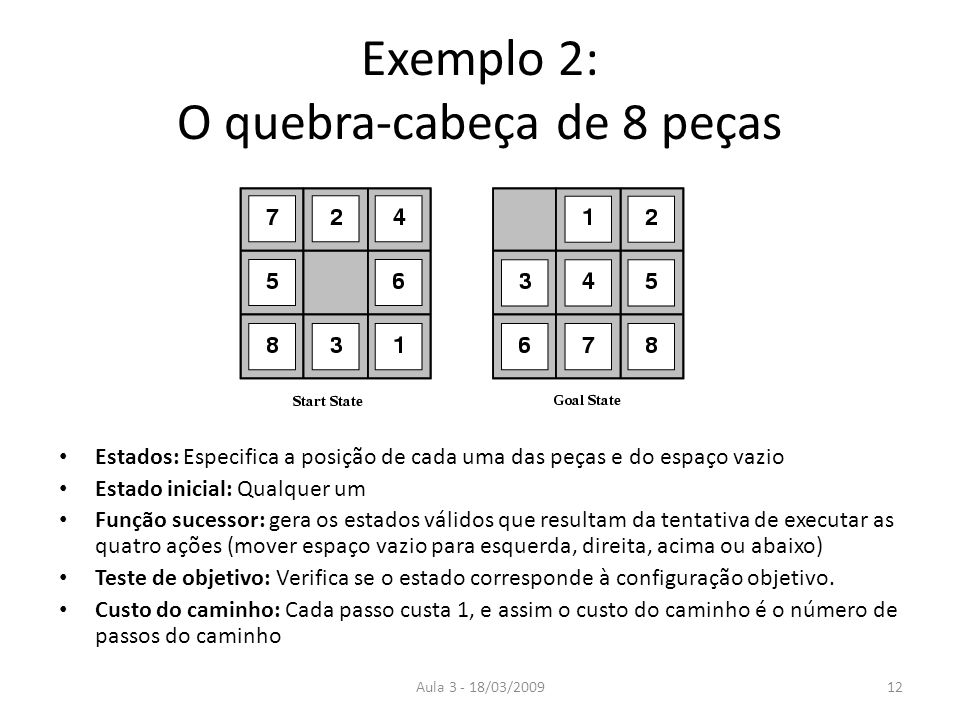 Exemplo 2:
O quebra-cabeça de 8 peças
7 2 4
5 6
8 3 1
Start State
1 2
3 4 5
6 7 8
Goal State
• Estados: Especifica a posição de cada uma das peças e do espaço vazio
• Estado inicial: Qualquer um
• Função sucessor: gera os estados válidos que resultam da tentativa de executar as
quatro ações (mover espaço vazio para esquerda, direita, acima ou abaixo)
• Teste de objetivo: Verifica se o estado corresponde à configuração objetivo.
• Custo do caminho: Cada passo custa 1, e assim o custo do caminho é o número de
passos do caminho
Aula 3 - 18/03/2009
12